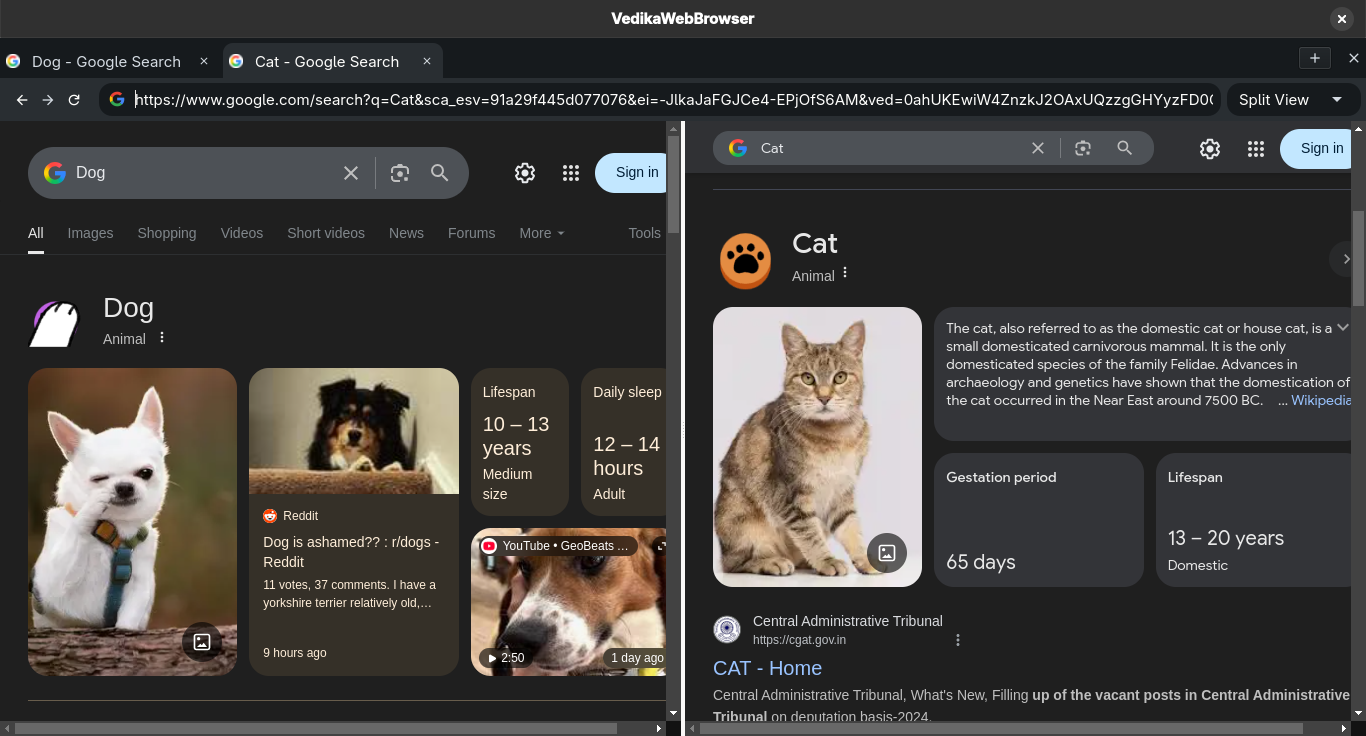 VedikaWebBrowser
Dog - Google Search
Cat - Google Search
https://www.google.com/search?q=Cat&sca_esv=91a29f445d077076&ei=-JlkaJaFGJCe4-EPjOfS6AM&ved=0ahUKEwiW4ZnzkJ2OAxUQzzgGHYyzFD0
Split View
Dog
Sign in
All Images Shopping Videos Short videos News Forums More Tools
Dog
Animal
Reddit
Dog is ashamed?? : r/dogs -
Reddit
11 votes, 37 comments. I have a
yorkshire terrier relatively old,...
9 hours ago
Lifespan
10 – 13
years
Medium
size
Daily sleep
12 – 14
hours
Adult
YouTube • GeoBeats ...
2:50
1 day ago
Cat
Sign in
Cat
Animal
The cat, also referred to as the domestic cat or house cat, is a
small domesticated carnivorous mammal. It is the only
domesticated species of the family Felidae. Advances in
archaeology and genetics have shown that the domestication of
the cat occurred in the Near East around 7500 BC. ... Wikipedia
Gestation period
65 days
Lifespan
13 – 20 years
Domestic
Central Administrative Tribunal
https://cgat.gov.in
CAT - Home
Central Administrative Tribunal, What's New, Filling up of the vacant posts in Central Administrative
Tribunal on deputation basis-2024.